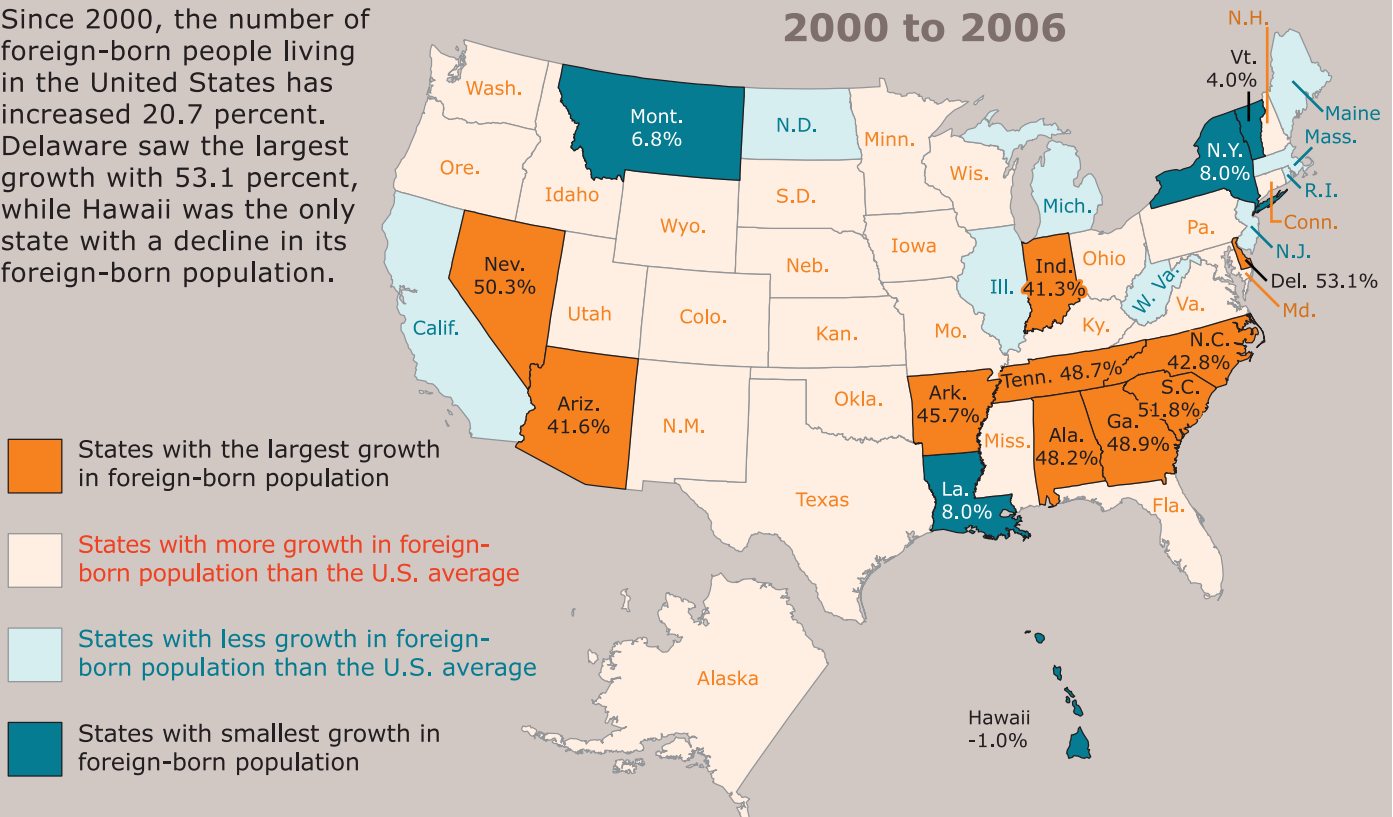 2000 to 2006
Since 2000, the number of
foreign-born people living
in the United States has
increased 20.7 percent.
Delaware saw the largest
growth with 53.1 percent,
while Hawaii was the only
state with a decline in its
foreign-born population.
N.H.
Vt.
4.0%
Maine
Mass.
Wash.
Mont.
6.8%
N.D.
Minn.
N.Y.
8.0%
R.I.
Conn.
N.J.
Ore.
Idaho
S.D.
Wis.
Mich.
Wyo.
Iowa
Pa.
Nev.
50.3%
Neb.
Ill.
Ind.
41.3%
Ohio
W. Va.
Va.
Del. 53.1%
Md.
Calif.
Utah
Colo.
Kan.
Mo.
Ky.
N.C.
42.8%
Tenn. 48.7%
S.C.
51.8%
Ariz.
41.6%
N.M.
Okla.
Ark.
45.7%
Miss.
Ala.
48.2%
Ga.
48.9%
Texas
La.
8.0%
Fla.
Alaska
Hawaii
-1.0%
States with the largest growth
in foreign-born population
States with more growth in foreign-
born population than the U.S. average
States with less growth in foreign-
born population than the U.S. average
States with smallest growth in
foreign-born population